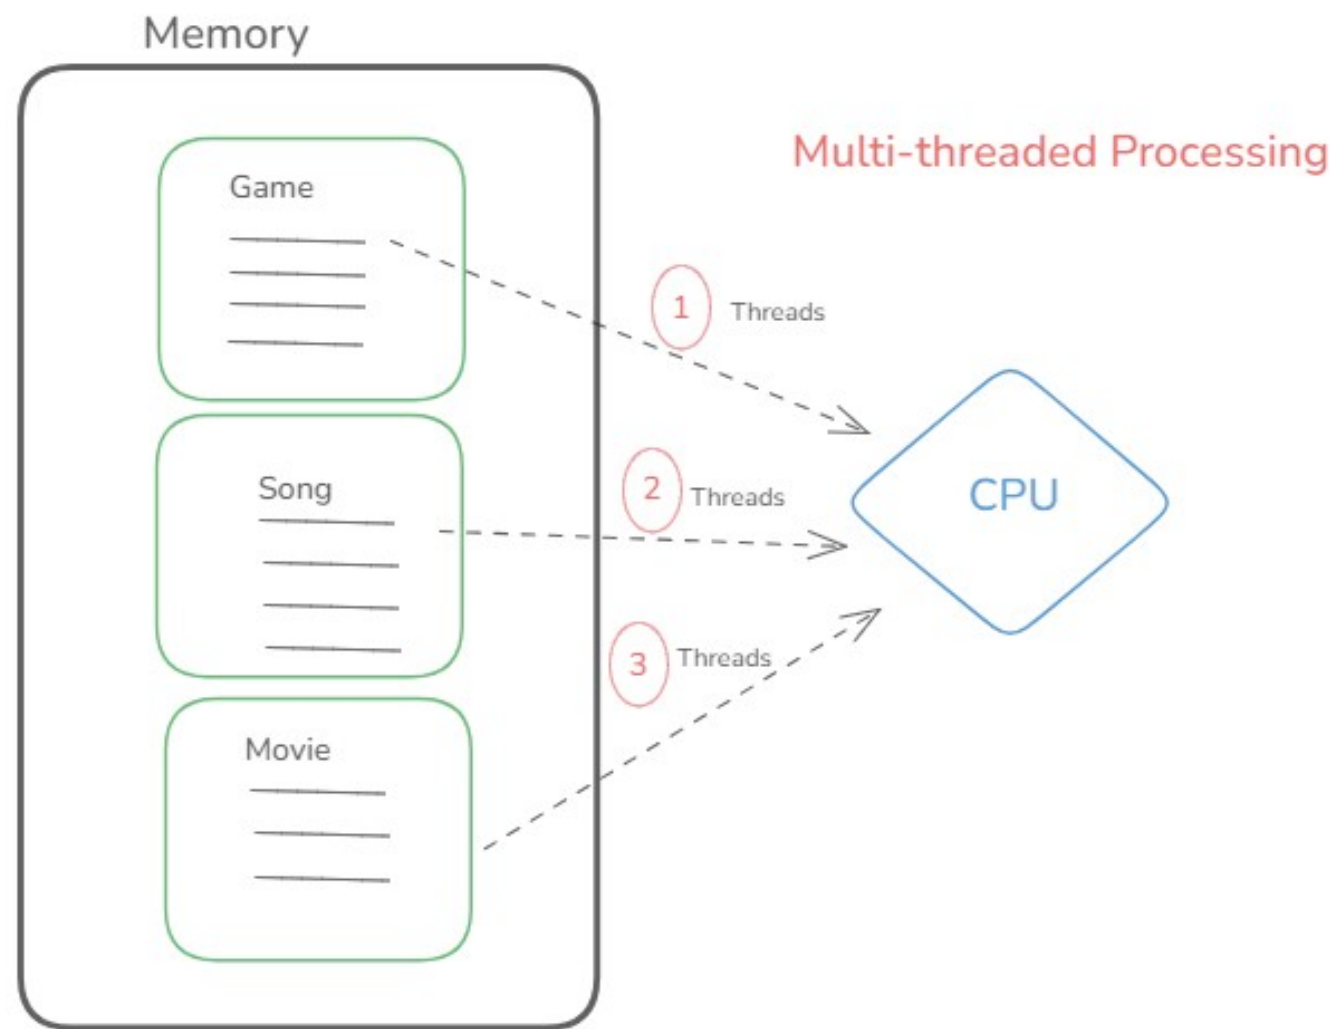 Memory
Multi-threaded Processing
Game
1 Threads
Song
2 Threads
CPU
Movie
3 Threads